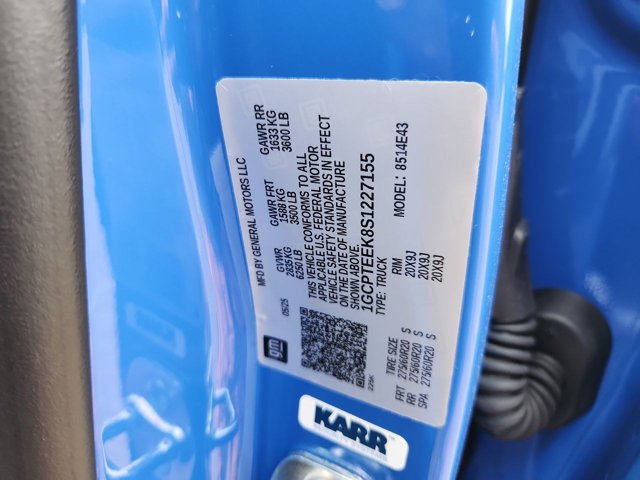 MFD BY GENERAL MOTORS LLC
05/25 GVWR GAWR FRT GAWR RR
2835 KG 1588 KG 1633 KG
6250 LB 3500 LB 3600 LB
THIS VEHICLE CONFORMS TO ALL
APPLICABLE U.S. FEDERAL MOTOR
VEHICLE SAFETY STANDARDS IN EFFECT
ON THE DATE OF MANUFACTURE
SHOWN ABOVE.
1GCPTEEK8S1227155
TYPE: TRUCK MODEL: 8514E43
TIRE SIZE RIM
FRT 275/60R20 S 20X9J
RR 275/60R20 S 20X9J
SPA 275/60R20 S 20X9J
gm
KARR